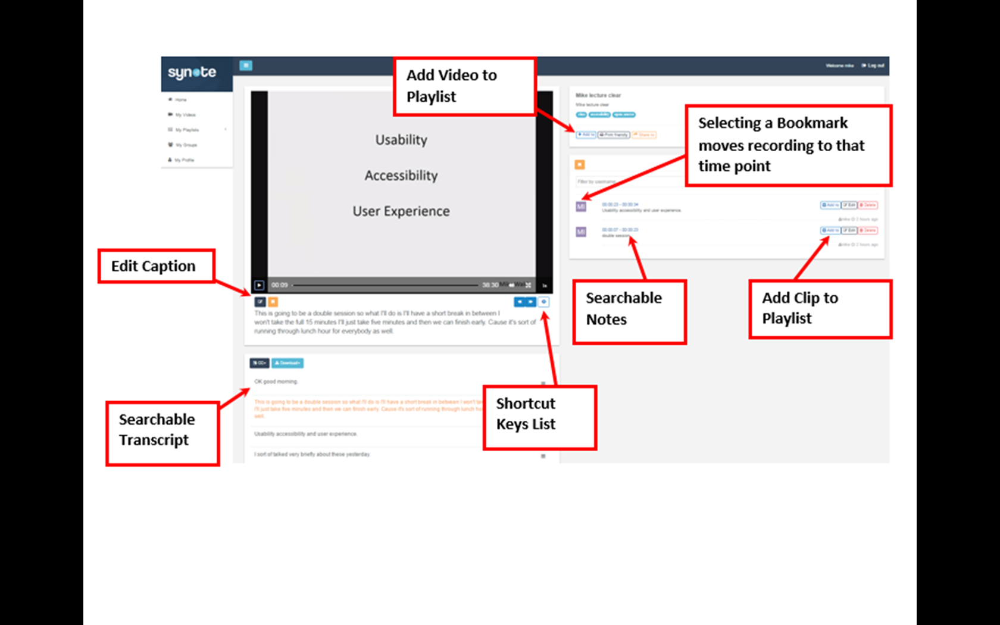 synote
Welcome mike
Log out
Home
My Videos
My Playlists
My Groups
My Profile
Add Video to
Playlist
Usability
Accessibility
User Experience
00:09
38:30
1x
Mike lecture clear
Mike lecture clear
accessibility
open source
Add to
Print friendly
Share to
Selecting a Bookmark
moves recording to that
time point
Filter by username
MI
00:00:23 - 00:00:34
Usability accessibility and user experience.
Add to Edit Delete
Mike 2 hours ago
MI
00:00:07 - 00:00:23
double session
Add to Edit Delete
Mike 2 hours ago
Edit Caption
This is going to be a double session so what I'll do is I'll have a short break in between I
won't take the full 15 minutes I'll just take five minutes and then we can finish early. Cause it's sort of
running through lunch hour for everybody as well.
Searchable
Notes
Add Clip to
Playlist
CC
Download
OK good morning.
This is going to be a double session so what I'll do is I'll have a short break in between I won't
I'll just take five minutes and then we can finish early. Cause it's sort of running through lunch
well.
Usability accessibility and user experience.
I sort of talked very briefly about these yesterday.
Searchable
Transcript
Shortcut
Keys List